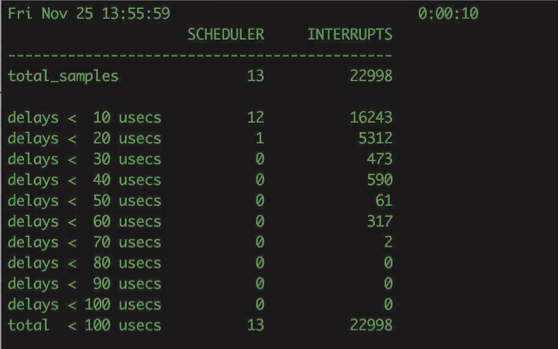 Fri Nov 25 13:55:59                              0:00:10
                      SCHEDULER     INTERRUPTS
-----------------------------------------------
total_samples                13          22998

delays <  10 usecs           12          16243
delays <  20 usecs            1           5312
delays <  30 usecs            0            473
delays <  40 usecs            0            590
delays <  50 usecs            0             61
delays <  60 usecs            0            317
delays <  70 usecs            0              2
delays <  80 usecs            0              0
delays <  90 usecs            0              0
delays < 100 usecs            0              0
total  < 100 usecs           13          22998